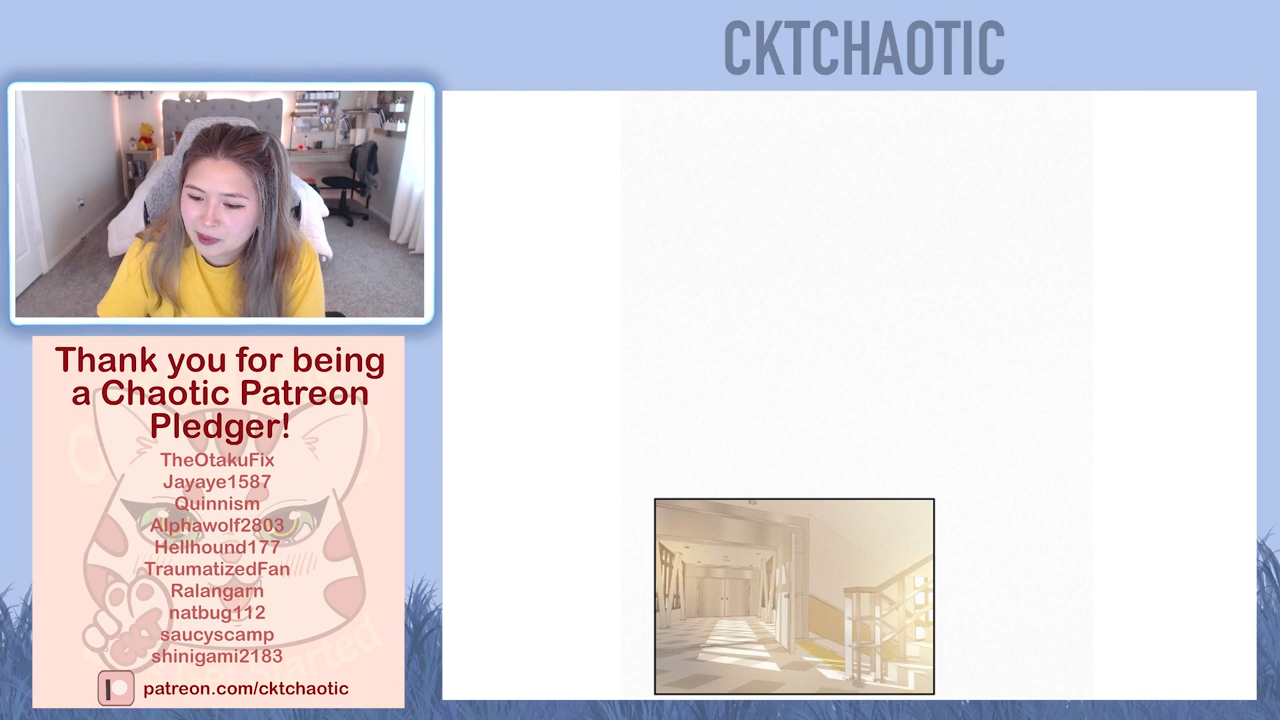 CKTCHAOTIC
Thank you for being
a Chaotic Patreon
Pledger!
TheOtakuFix
Jayaye1587
Quinnism
Alphawolf2803
Hellhound177
TraumatizedFan
Ralangarn
natbug112
saucyscamp
shinigami2183
patreon.com/cktchaotic